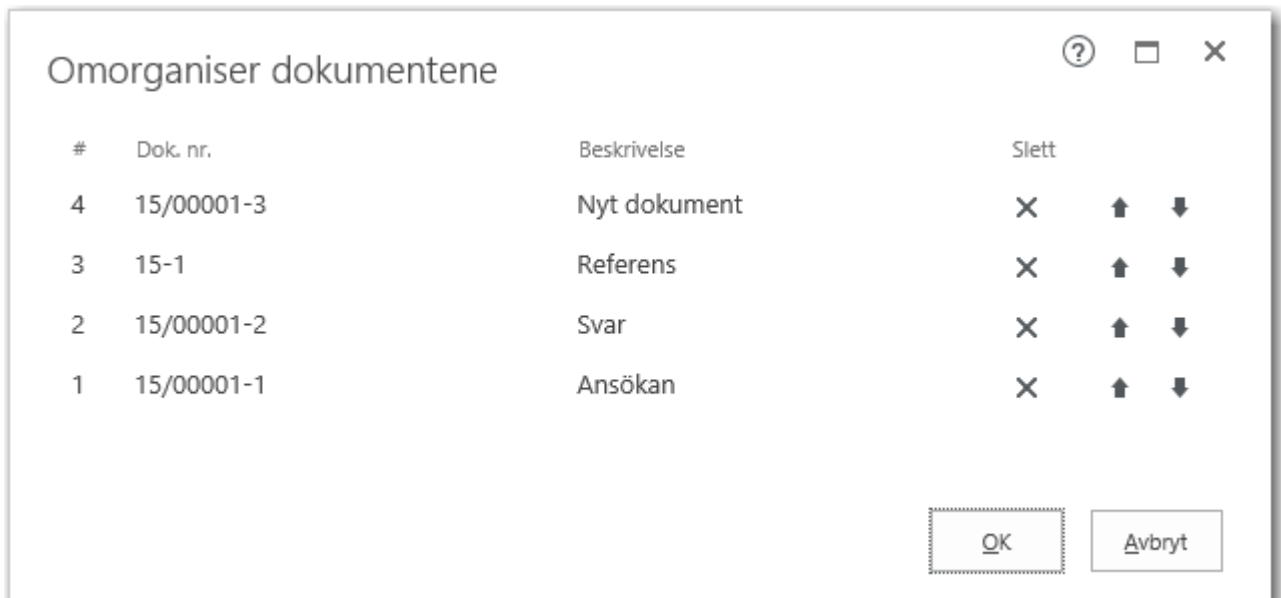 Omorganiser dokumentene
# Dok. nr. Beskrivelse Slett
4 15/00001-3 Nyt dokument
3 15-1 Referens
2 15/00001-2 Svar
1 15/00001-1 Ansökan
OK Avbryt